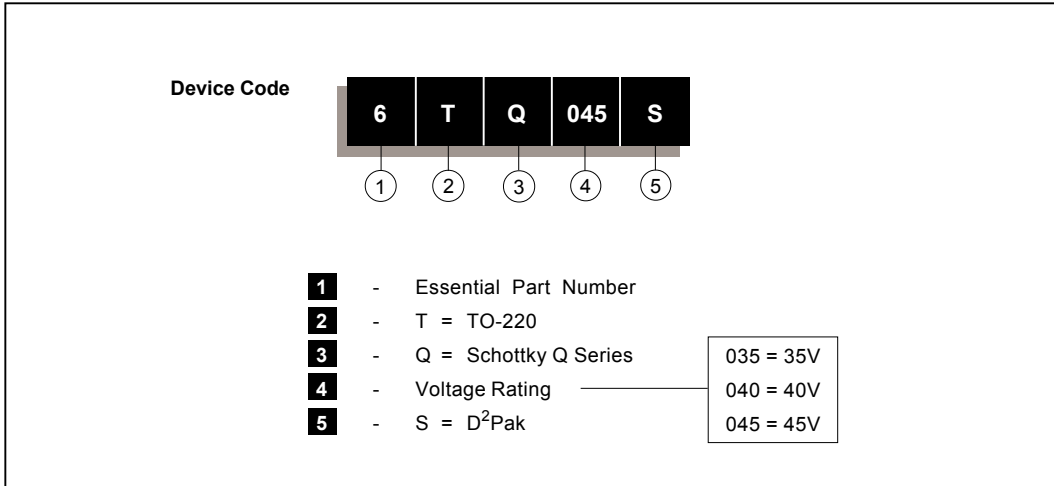 Device Code
6 T Q 045 S
1 2 3 4 5
1 - Essential Part Number
2 - T = TO-220
3 - Q = Schottky Q Series
4 - Voltage Rating
5 - S = D²Pak
035 = 35V
040 = 40V
045 = 45V